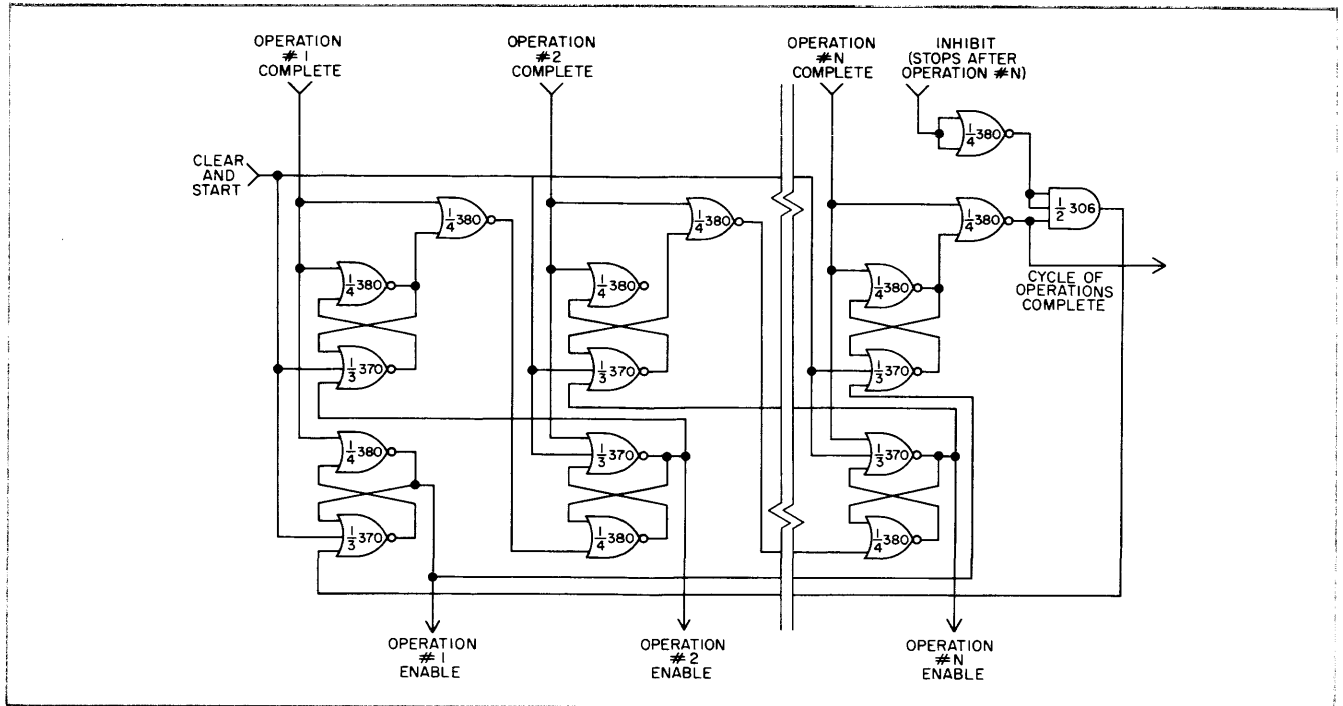 OPERATION
# 1
COMPLETE
OPERATION
#2
COMPLETE
OPERATION
#N
COMPLETE
INHIBIT
(STOPS AFTER
OPERATION #N)
CLEAR
AND
START
1/4 380
1/4 380
1/4 380
1/4 380
1/2 306
1/4 380
1/4 380
1/4 380
CYCLE OF
OPERATIONS
COMPLETE
1/3 370
1/3 370
1/3 370
1/4 380
1/3 370
1/3 370
1/3 370
1/4 380
1/4 380
OPERATION
# 1
ENABLE
OPERATION
#2
ENABLE
OPERATION
#N
ENABLE